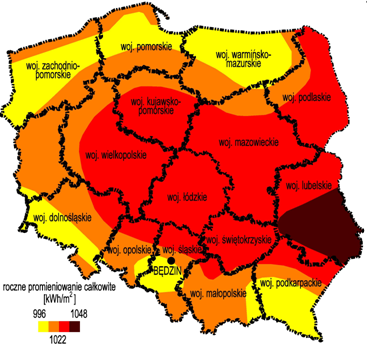 woj. pomorskie
woj. warmińsko-
mazurskie
woj. zachodnio-
pomorskie
woj. podlaskie
woj. kujawsko-
pomorskie
woj. mazowieckie
woj. wielkopolskie
woj. lubelskie
woj. łódzkie
woj. dolnośląskie
woj. świętokrzyskie
woj. opolskie
woj. śląskie
BĘDZIN
woj. podkarpackie
woj. małopolskie
roczne promieniowanie całkowite
[kWh/m²]
996 1048
1022